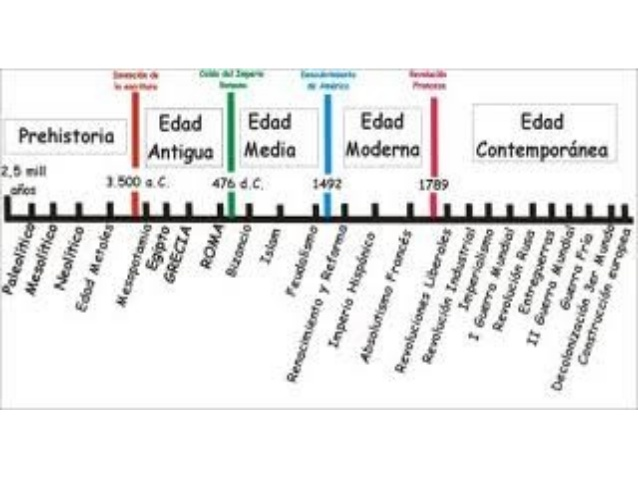 Invención de
la escritura
Caída del Imperio
Romano
Descubrimiento
de América
Revolución
Francesa
Prehistoria
Edad
Antigua
Edad
Media
Edad
Moderna
Edad
Contemporánea
2,5 mill
años
3.500 a.C.
476 d.C.
1492
1789
Paleolítico
Mesolítico
Neolítico
Edad Metales
Mesopotamia
Egipto
GRECIA
ROMA
Bizancio
Islam
Feudalismo
Renacimiento y Reforma
Imperio Hispánico
Absolutismo Francés
Revoluciones Liberales
Revolución Industrial
Imperialismo
I Guerra Mundial
Revolución Rusa
Entreguerras
II Guerra Mundial
Guerra Fría
Decolonización 3er Mundo
Construcción europea